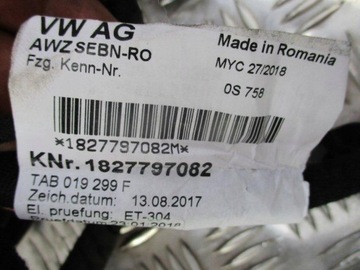 VW AG
AWZ SEBN-RO
Fzg. Kenn-Nr.
Made in Romania
MYC 27/2018
0S 758
*1827797082M*
KNr. 1827797082
TAB 019 299 F
Zeich.datum: 13.08.2017
El. pruefung: ET-304